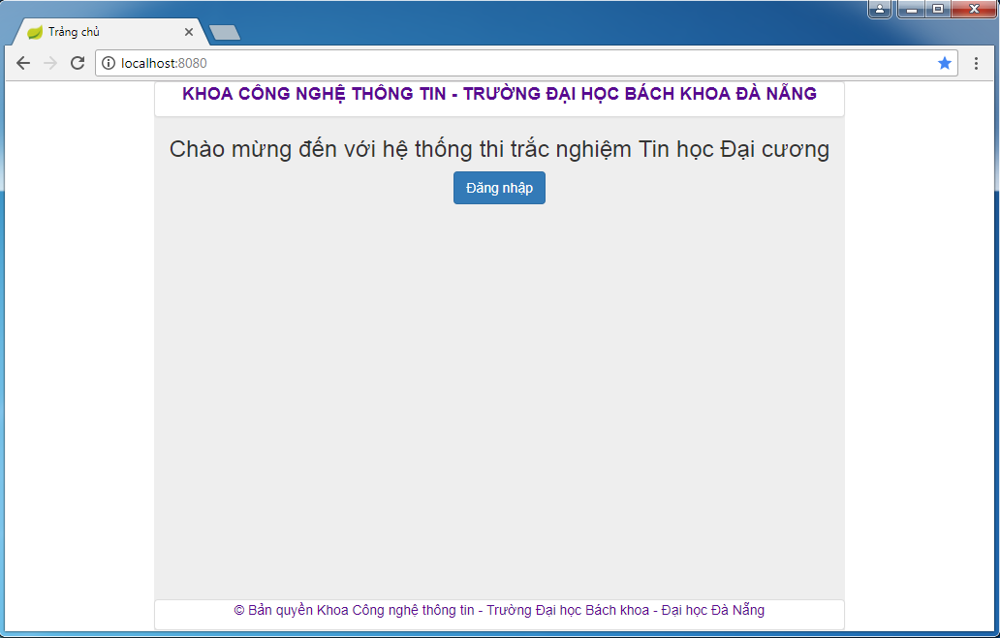 Trảng chủ
localhost:8080
KHOA CÔNG NGHỆ THÔNG TIN - TRƯỜNG ĐẠI HỌC BÁCH KHOA ĐÀ NẴNG
Chào mừng đến với hệ thống thi trắc nghiệm Tin học Đại cương
Đăng nhập
© Bản quyền Khoa Công nghệ thông tin - Trường Đại học Bách khoa - Đại học Đà Nẵng